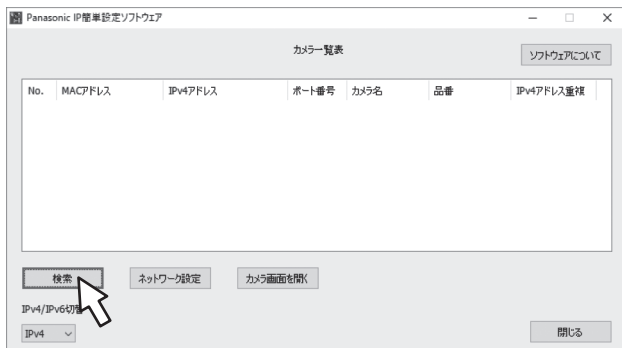 Panasonic IP簡単設定ソフトウェア
カメラ一覧表
ソフトウェアについて
No. MACアドレス IPv4アドレス ポート番号 カメラ名 品番 IPv4アドレス重複
検索 ネットワーク設定 カメラ画面を開く
IPv4/IPv6切替
IPv4 閉じる